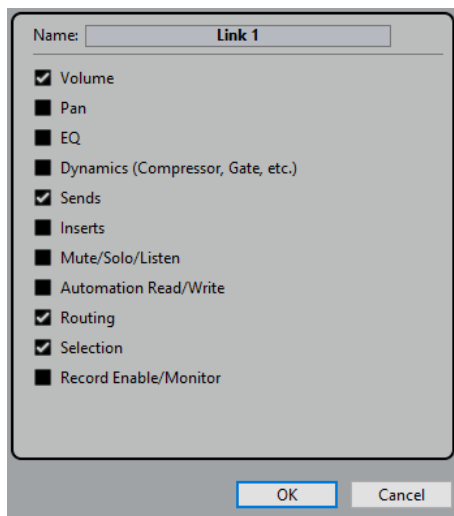 Name: Link 1
Volume
Pan
EQ
Dynamics (Compressor, Gate, etc.)
Sends
Inserts
Mute/Solo/Listen
Automation Read/Write
Routing
Selection
Record Enable/Monitor
OK Cancel